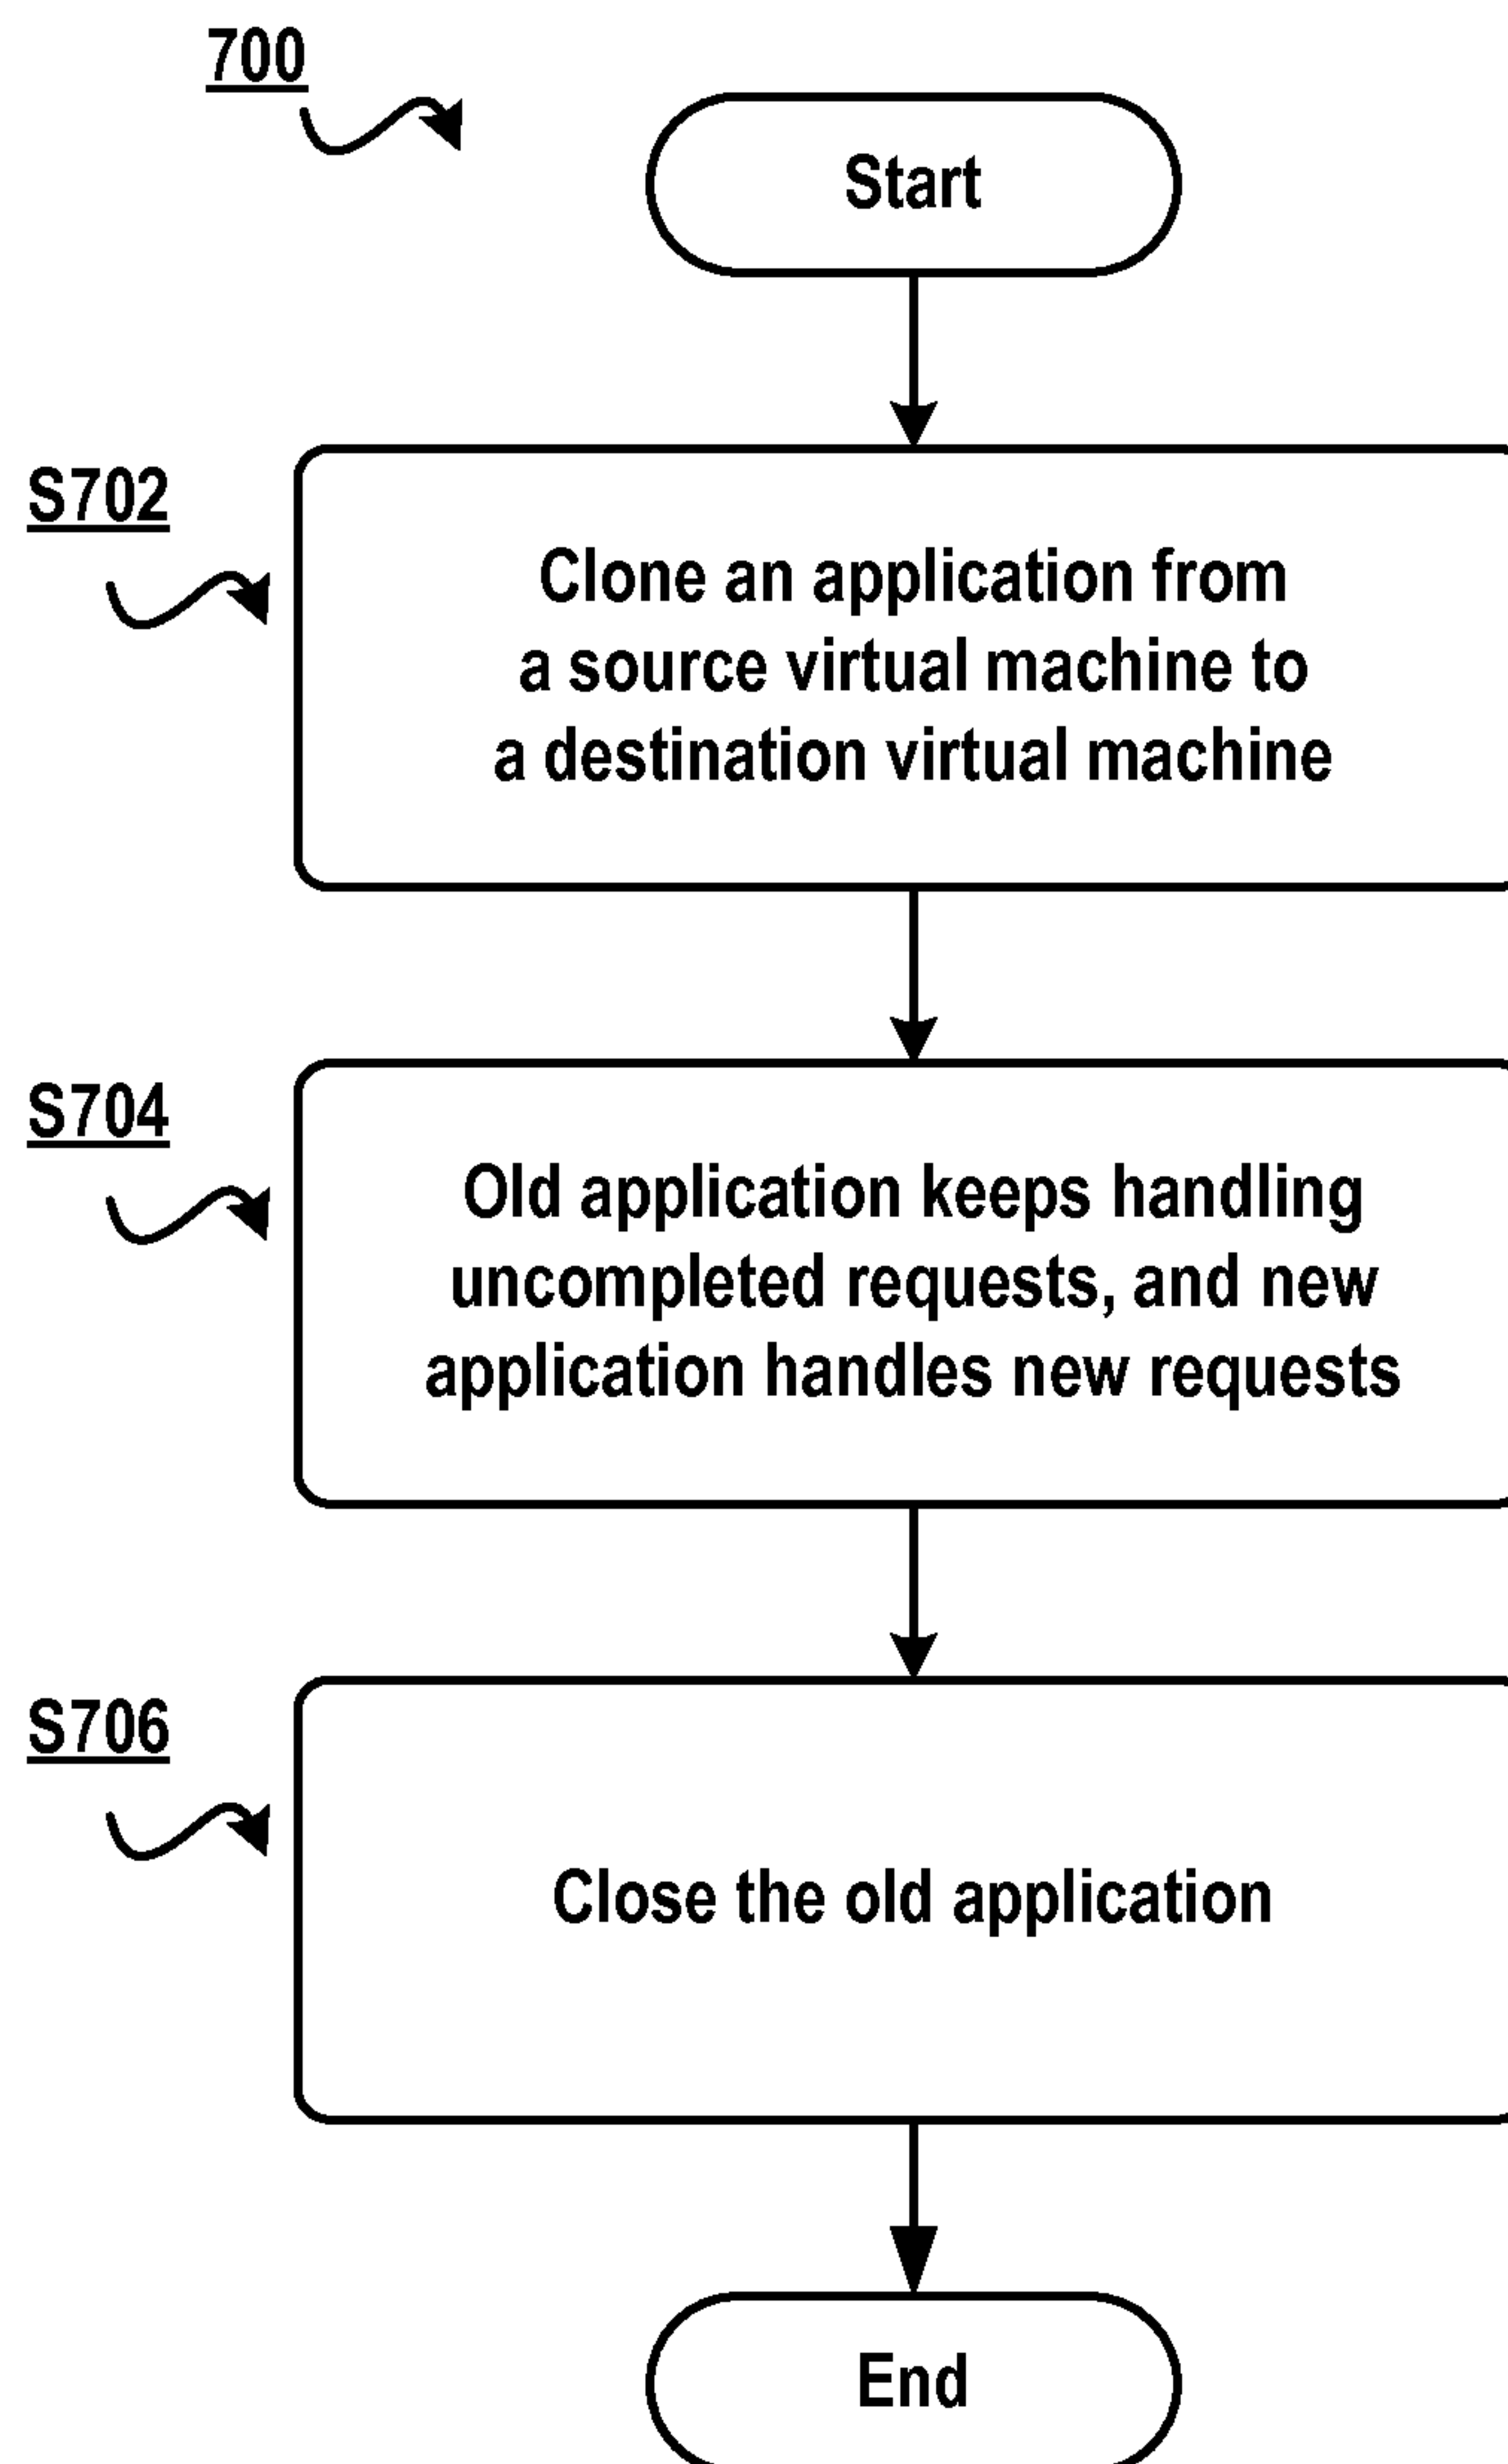 700
Start
S702
Clone an application from
a source virtual machine to
a destination virtual machine
S704
Old application keeps handling
uncompleted requests, and new
application handles new requests
S706
Close the old application
End